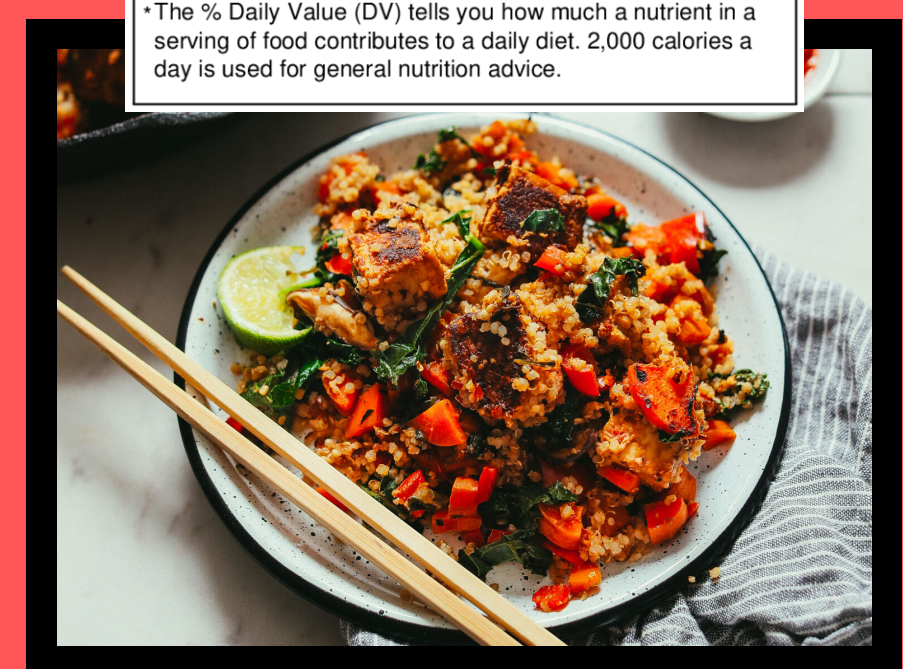 *The % Daily Value (DV) tells you how much a nutrient in a
serving of food contributes to a daily diet. 2,000 calories a
day is used for general nutrition advice.